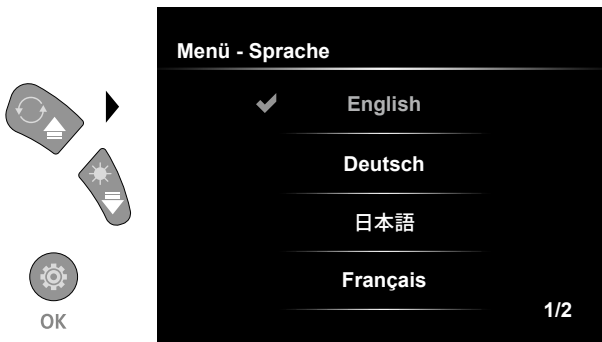 Menü - Sprache
English
Deutsch
日本語
Français
1/2
OK